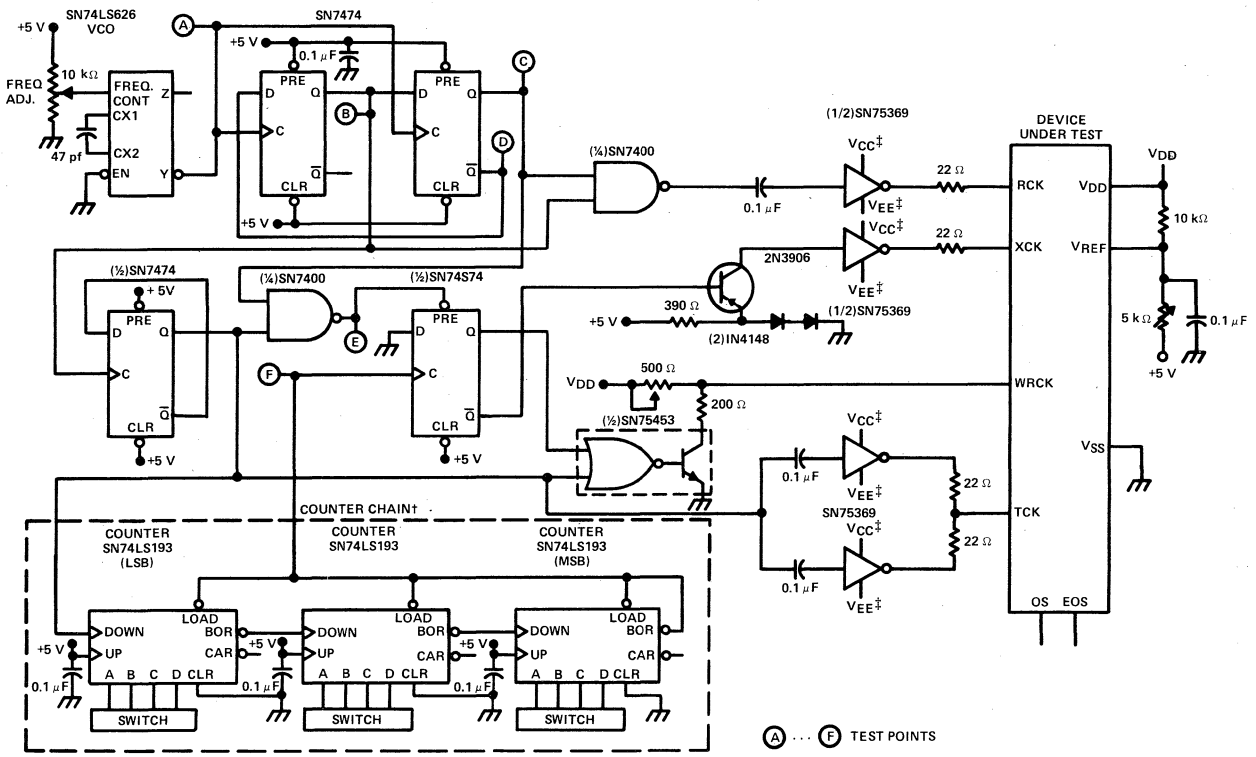 SN74LS626
VCO
SN7474
+5 V
A
+5 V
0.1 µF
C
10 kΩ
FREQ
ADJ.
FREQ.
CONT
Z
CX1
CX2
47 pf
EN
Y
PRE
D
Q
C
Q̅
CLR
B
PRE
D
Q
C
Q̅
CLR
D
+5 V
(¼)SN7400
0.1 µF
(1/2)SN75369
VCC‡
VEE‡
22 Ω
VCC‡
VEE‡
22 Ω
(1/2)SN75369
2N3906
390 Ω
+5 V
(2)IN4148
DEVICE
UNDER TEST
RCK
XCK
WRCK
TCK
VDD
VREF
VSS
OS EOS
VDD
10 kΩ
5 kΩ
0.1 µF
+5 V
(½)SN7474
+ 5V
PRE
D
Q
C
Q̅
CLR
+5 V
(¼)SN7400
E
F
(½)SN74S74
PRE
D
Q
C
Q̅
CLR
+5 V
VDD
500 Ω
200 Ω
(½)SN75453
0.1 µF
VCC‡
VEE‡
SN75369
VCC‡
VEE‡
0.1 µF
22 Ω
22 Ω
COUNTER CHAIN†
COUNTER
SN74LS193
(LSB)
COUNTER
SN74LS193
COUNTER
SN74LS193
(MSB)
LOAD
DOWN
BOR
UP
CAR
A B C D CLR
+5 V
0.1 µF
SWITCH
LOAD
DOWN
BOR
UP
CAR
A B C D CLR
+5 V
0.1 µF
SWITCH
LOAD
DOWN
BOR
UP
CAR
A B C D CLR
+5 V
0.1 µF
SWITCH
A ... F TEST POINTS